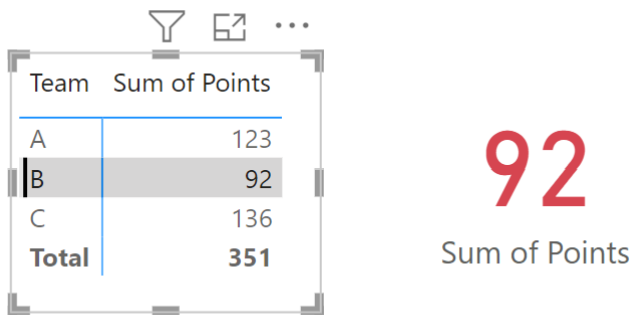 Team Sum of Points
A 123
B 92
C 136
Total 351
92
Sum of Points